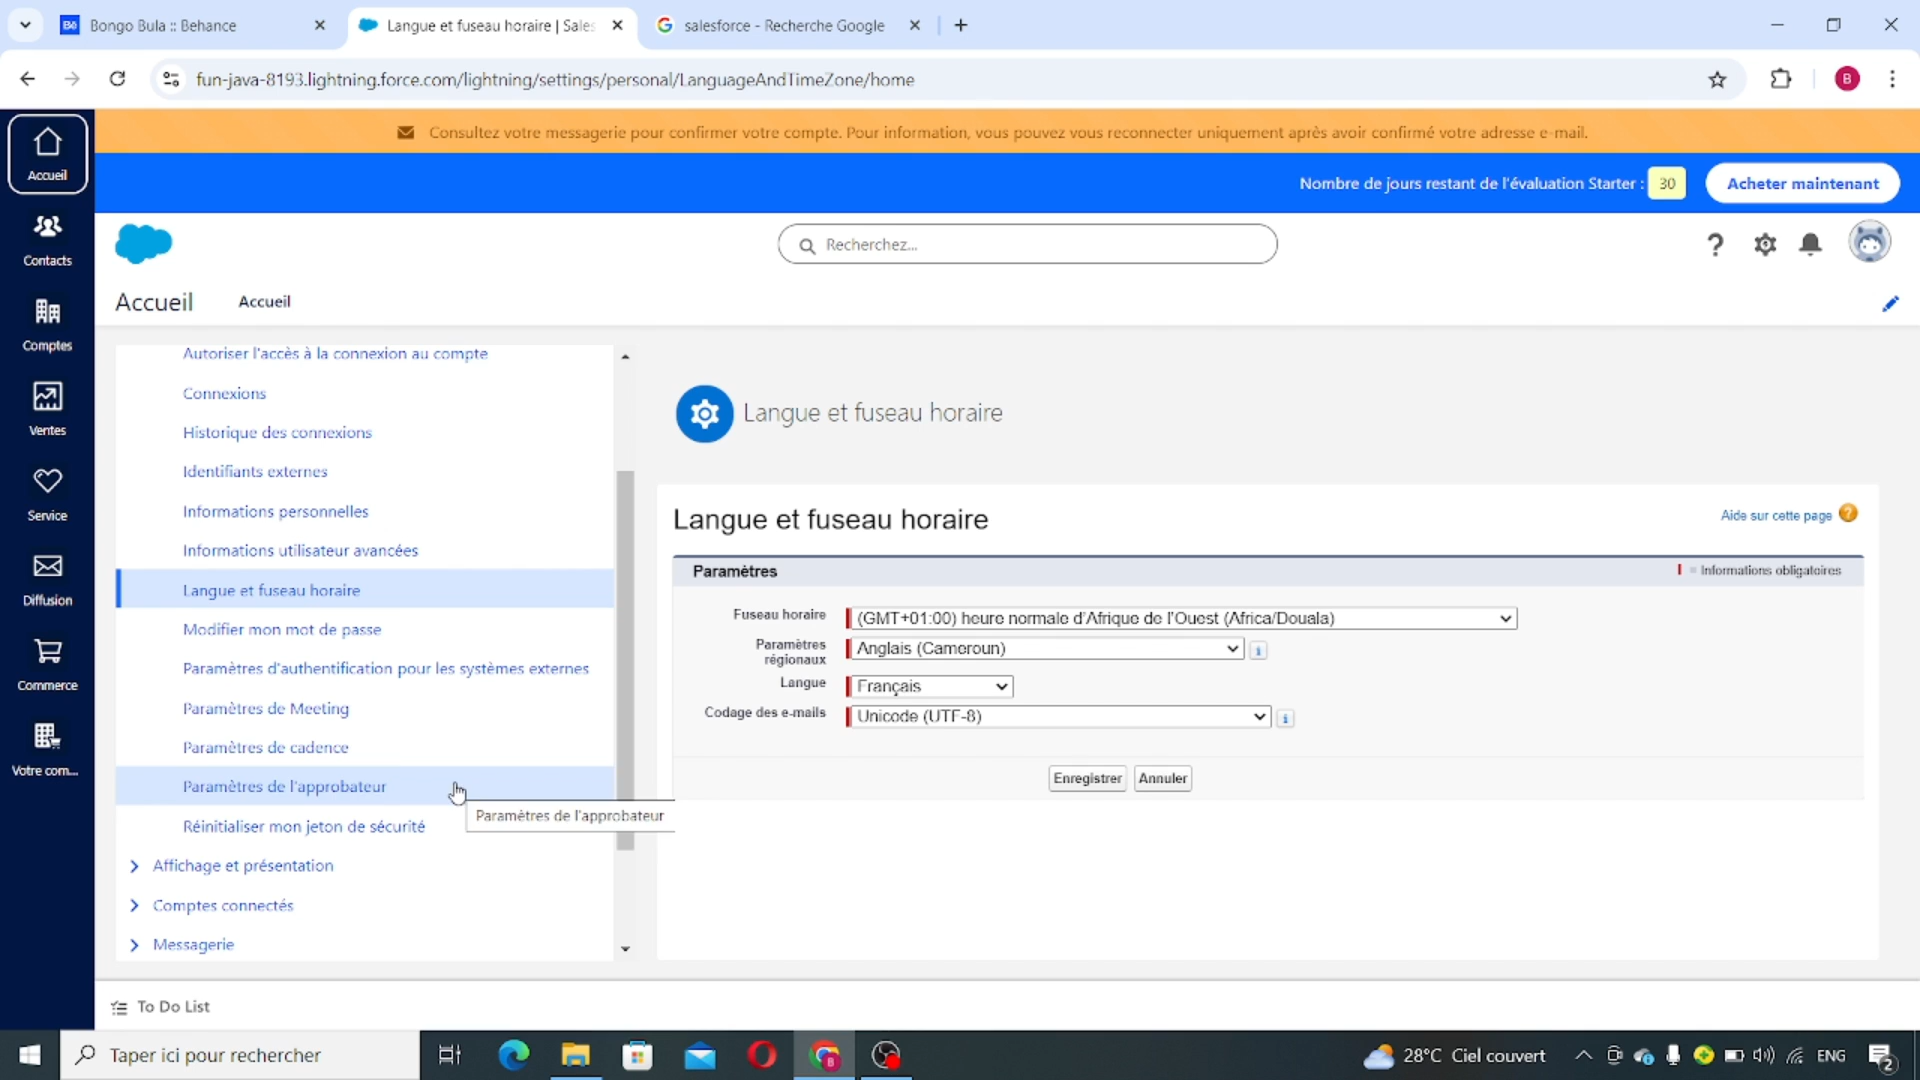 Bongo Bula :: Behance
Langue et fuseau horaire | Sales
salesforce - Recherche Google
fun-java-8193.lightning.force.com/lightning/settings/personal/LanguageAndTimeZone/home
B
Consultez votre messagerie pour confirmer votre compte. Pour information, vous pouvez vous reconnecter uniquement après avoir confirmé votre adresse e-mail.
Nombre de jours restant de l'évaluation Starter : 30
Acheter maintenant
Recherchez...
Accueil
Accueil
Accueil
Contacts
Comptes
Ventes
Service
Diffusion
Commerce
Votre com...
Autoriser l'accès à la connexion au compte
Connexions
Historique des connexions
Identifiants externes
Informations personnelles
Informations utilisateur avancées
Langue et fuseau horaire
Modifier mon mot de passe
Paramètres d'authentification pour les systèmes externes
Paramètres de Meeting
Paramètres de cadence
Paramètres de l'approbateur
Paramètres de l'approbateur
Réinitialiser mon jeton de sécurité
Affichage et présentation
Comptes connectés
Messagerie
Langue et fuseau horaire
Langue et fuseau horaire
Aide sur cette page ?
Paramètres
= Informations obligatoires
Fuseau horaire (GMT+01:00) heure normale d'Afrique de l'Ouest (Africa/Douala)
Paramètres régionaux Anglais (Cameroun)
Langue Français
Codage des e-mails Unicode (UTF-8)
Enregistrer Annuler
To Do List
Taper ici pour rechercher
28°C Ciel couvert
ENG
2